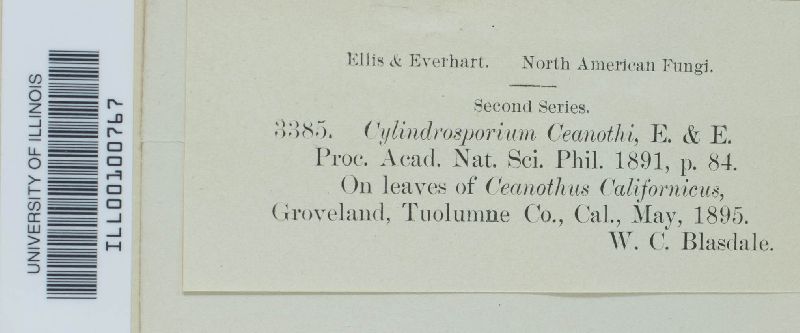 UNIVERSITY OF ILLINOIS
ILL00100767
Ellis & Everhart. North American Fungi.
Second Series.
3385. Cylindrosporium Ceanothi, E. & E.
Proc. Acad. Nat. Sci. Phil. 1891, p. 84.
On leaves of Ceanothus Californicus,
Groveland, Tuolumne Co., Cal., May, 1895.
W. C. Blasdale.